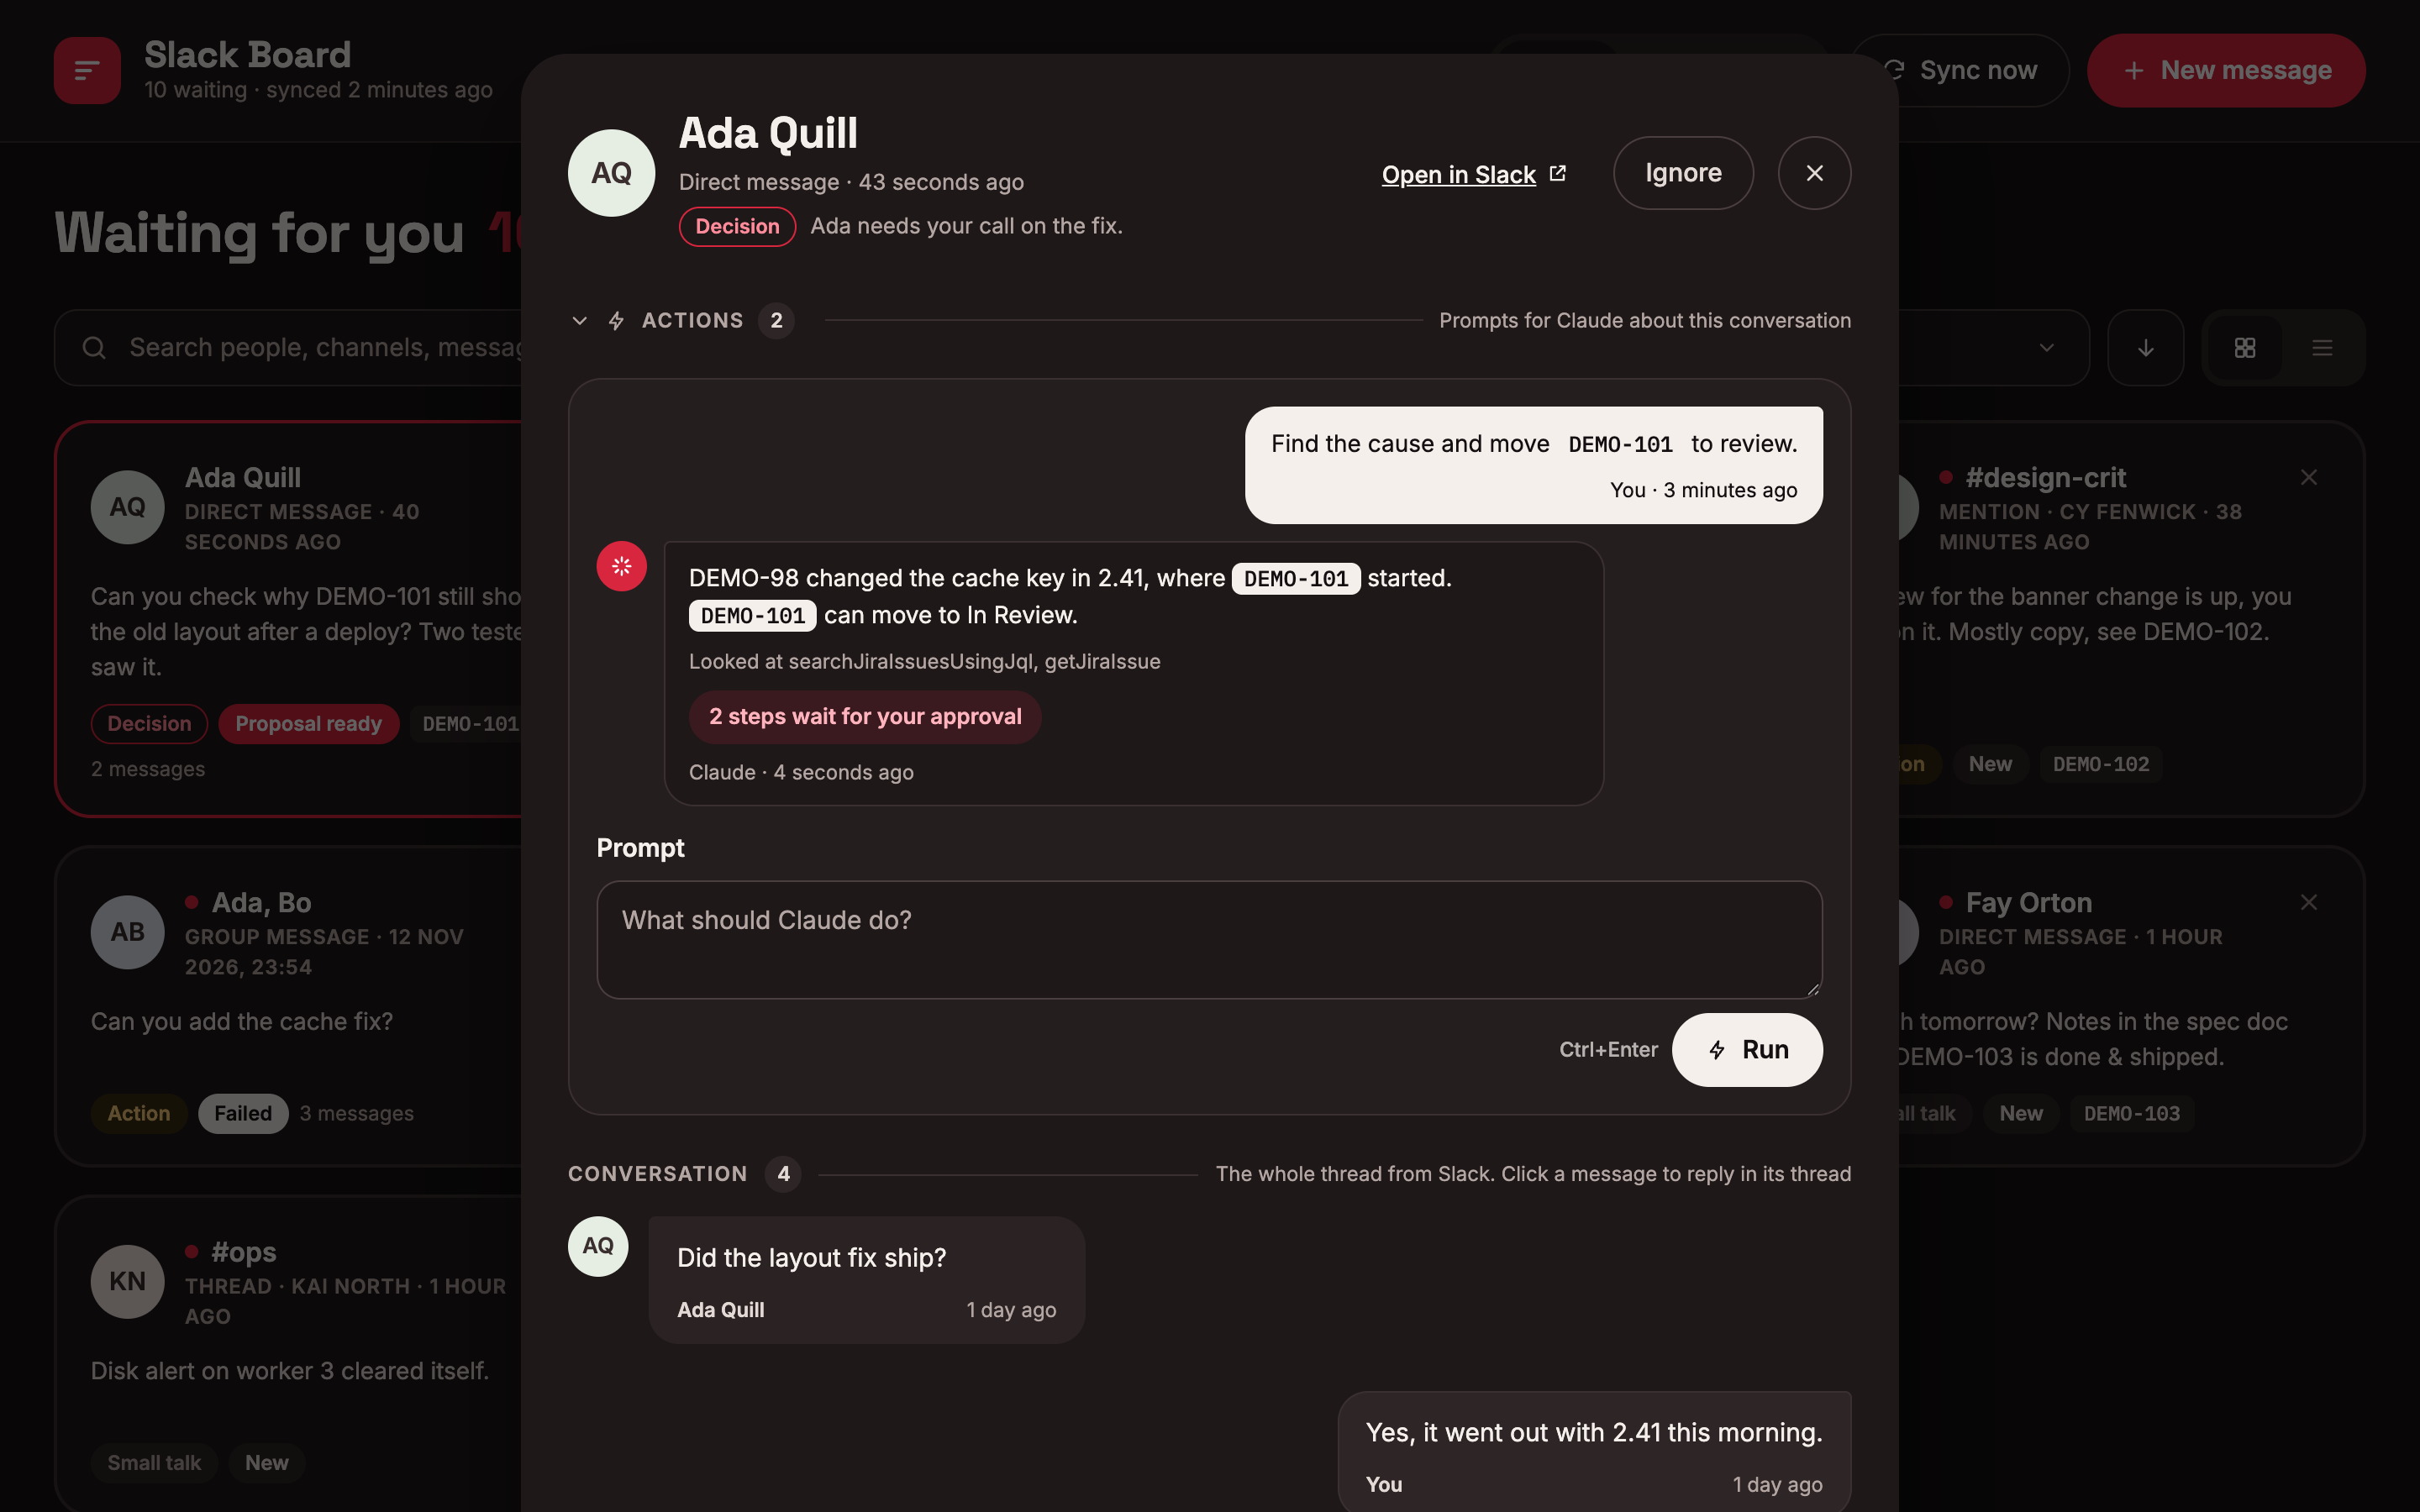 Slack Board
10 waiting · synced 2 minutes ago
Sync now
New message
Waiting for you
Search people, channels,
AQ
Ada Quill
DIRECT MESSAGE · 40
SECONDS AGO
Can you check why DEMO-101 still
the old layout after a deploy? Two
saw it.
Decision
Proposal ready
DEMO-101
2 messages
AB
Ada, Bo
GROUP MESSAGE · 12 NOV
2026, 23:54
Can you add the cache fix?
Action
Failed
3 messages
KN
#ops
THREAD · KAI NORTH · 1 HOUR
AGO
Disk alert on worker 3 cleared itself.
Small talk
New
AQ
Ada Quill
Direct message · 43 seconds ago
Decision
Ada needs your call on the fix.
Open in Slack
Ignore
ACTIONS 2
Prompts for Claude about this conversation
Find the cause and move DEMO-101 to review.
You · 3 minutes ago
DEMO-98 changed the cache key in 2.41, where DEMO-101 started.
DEMO-101 can move to In Review.
Looked at searchJiraIssuesUsingJql, getJiraIssue
2 steps wait for your approval
Claude · 4 seconds ago
Prompt
What should Claude do?
Ctrl+Enter
Run
CONVERSATION 4
The whole thread from Slack. Click a message to reply in its thread
AQ
Did the layout fix ship?
Ada Quill
1 day ago
Yes, it went out with 2.41 this morning.
You
1 day ago
#design-crit
MENTION · CY FENWICK · 38
MINUTES AGO
for the banner change is up, you
it. Mostly copy, see DEMO-102.
New
DEMO-102
Fay Orton
DIRECT MESSAGE · 1 HOUR
AGO
tomorrow? Notes in the spec doc
DEMO-103 is done & shipped.
talk
New
DEMO-103